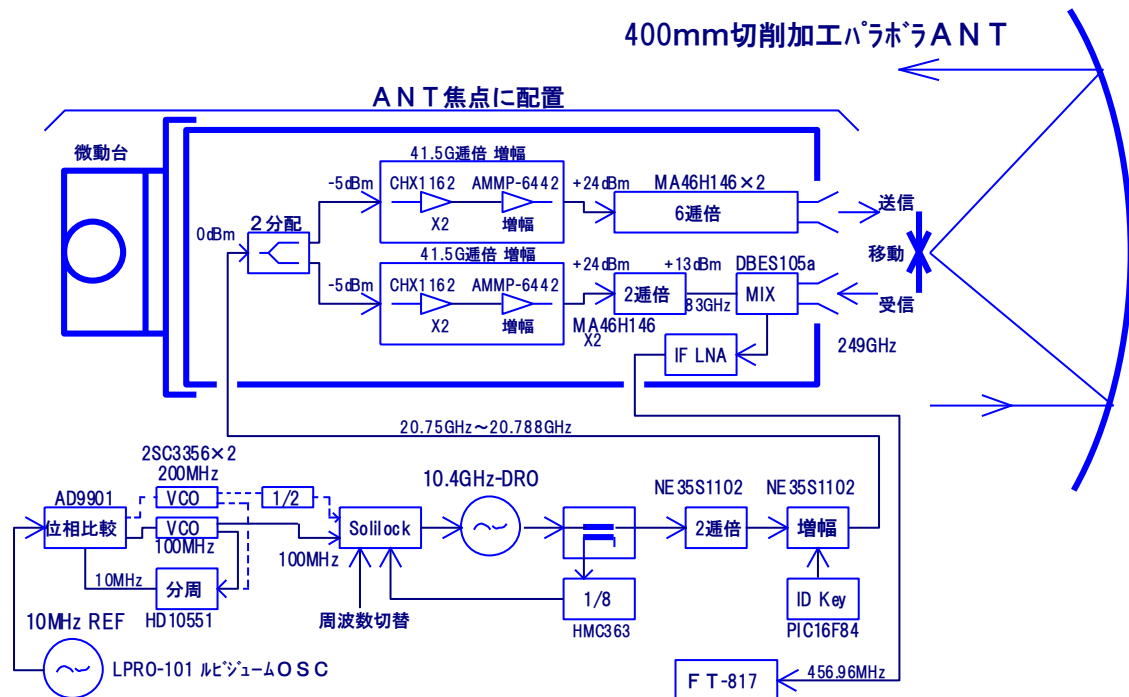 400mm切削加工ﾊﾟﾗﾎﾞﾗＡＮＴ
ＡＮＴ焦点に配置
微動台
41.5G逓倍 増幅
-5dBm
CHX1162
AMMP-6442
X2
増幅
+24dBm
MA46H146×2
6逓倍
送信
0dBm
２分配
移動
41.5G逓倍 増幅
-5dBm
CHX1162
AMMP-6442
X2
増幅
+24dBm
2逓倍
MA46H146
X2
+13dBm
83GHz
DBES105a
MIX
受信
IF LNA
249GHz
20.75GHz～20.788GHz
2SC3356×2
200MHz
AD9901
位相比較
VCO
1/2
VCO
100MHz
10MHz
分周
HD10551
Solilock
100MHz
周波数切替
10.4GHz-DRO
1/8
HMC363
NE35S1102
2逓倍
NE35S1102
増幅
ID Key
PIC16F84
10MHz REF
LPRO-101 ﾙﾋﾞｼﾞｭｰﾑＯＳＣ
ＦＴ-817
456.96MHz